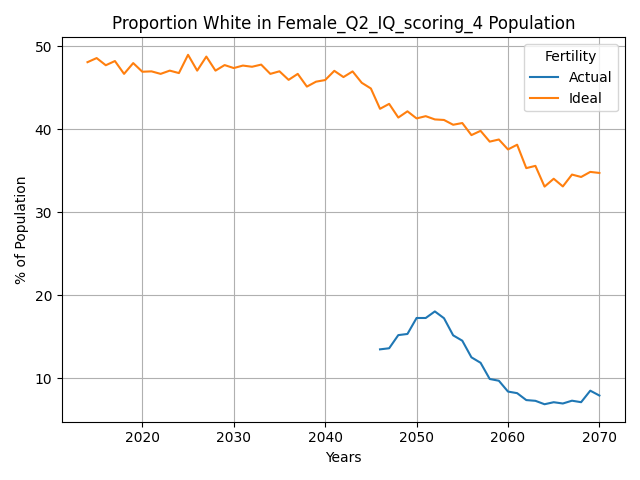 Proportion White in Female_Q2_IQ_scoring_4 Population
Fertility
Actual
Ideal
% of Population
50
40
30
20
10
2020 2030 2040 2050 2060 2070
Years